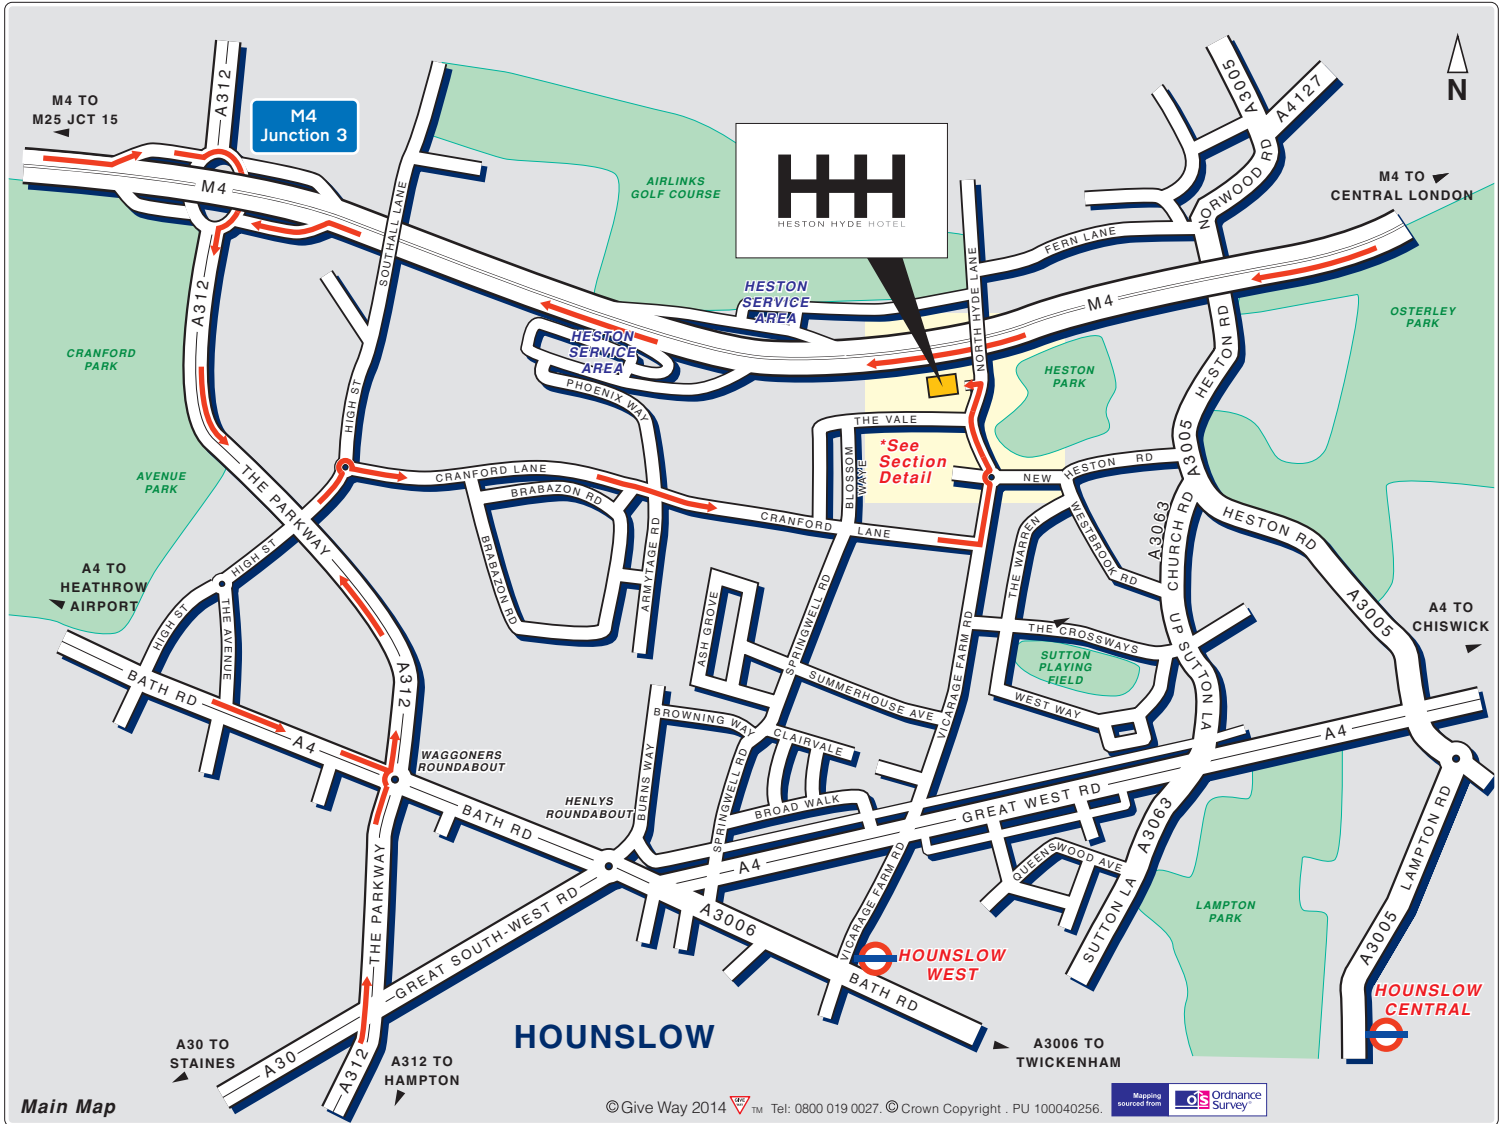 M4 TO
M25 JCT 15
A312
M4
Junction 3
A3005
A4127
N
NORWOOD RD
M4 TO
CENTRAL LONDON
AIRLINKS
GOLF COURSE
HESTON HYDE HOTEL
M4
SOUTHALL LANE
FERN LANE
NORTH HYDE LANE
A312
HESTON
SERVICE
AREA
M4
OSTERLEY
PARK
HESTON
SERVICE
AREA
CRANFORD
PARK
HESTON RD
HESTON
PARK
PHOENIX WAY
HIGH ST
THE VALE
*See
Section
Detail
BLOSSOM
WAYE
A3005
AVENUE
PARK
THE PARKWAY
CRANFORD LANE
BRABAZON RD
NEW
HESTON RD
CRANFORD LANE
WESTBROOK RD
A3063
CHURCH RD
HESTON RD
HIGH ST
BRABAZON RD
ARMYTAGE RD
THE WARREN
A4 TO
HEATHROW
AIRPORT
HIGH ST
THE AVENUE
ASH GROVE
SPRINGWELL RD
VICARAGE FARM RD
THE CROSSWAYS
SUTTON
PLAYING
FIELD
UP SUTTON LA
A3005
A4 TO
CHISWICK
BATH RD
A312
SUMMERHOUSE AVE
WEST WAY
BROWNING WAY
CLAIRVALE
A4
A4
WAGGONERS
ROUNDABOUT
BURNS WAY
SPRINGWELL RD
HENLYS
ROUNDABOUT
BATH RD
BROAD WALK
GREAT WEST RD
A3063
LAMPTON RD
A4
QUEENSWOOD AVE
THE PARKWAY
GREAT SOUTH-WEST RD
A3006
VICARAGE FARM RD
SUTTON LA
LAMPTON
PARK
A3005
HOUNSLOW
WEST
BATH RD
HOUNSLOW
CENTRAL
HOUNSLOW
A30
A312
A30 TO
STAINES
A312 TO
HAMPTON
A3006 TO
TWICKENHAM
Main Map
© Give Way 2014 GIVE WAY TM Tel: 0800 019 0027. © Crown Copyright . PU 100040256.
Mapping
sourced from
OS Ordnance
Survey®